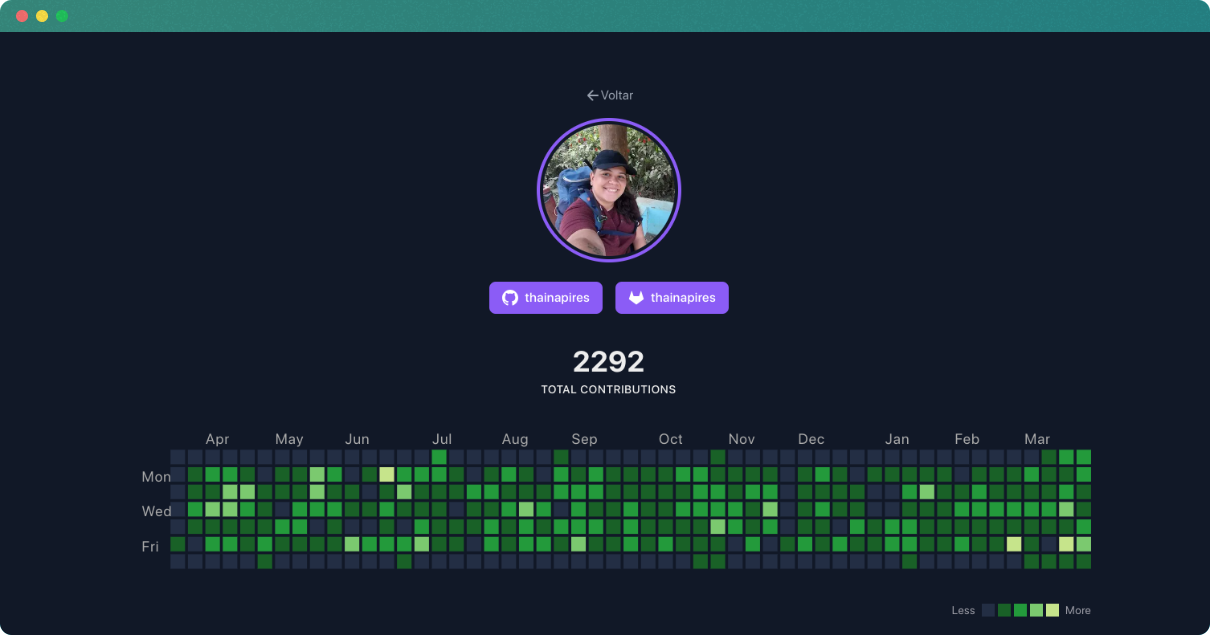 Voltar
thainapires thainapires
2292
TOTAL CONTRIBUTIONS
Apr May Jun Jul Aug Sep Oct Nov Dec Jan Feb Mar
Mon
Wed
Fri
Less More